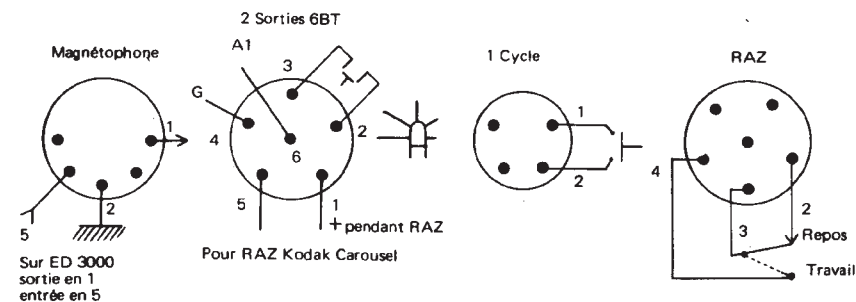 2 Sorties 6BT
Magnétophone
A1
1 Cycle
RAZ
3
G
1
1
2
4
6
4
2
5
1
2
2
5
+ pendant RAZ
3
Repos
Pour RAZ Kodak Carousel
Travail
Sur ED 3000
sortie en 1
entrée en 5